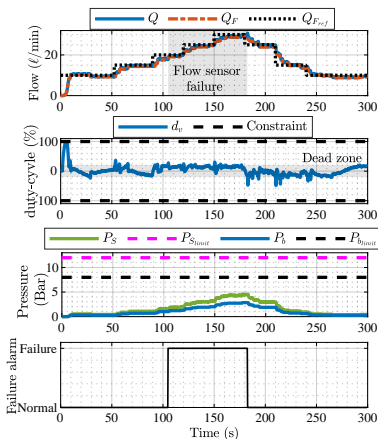 Q Q_F Q_{F_{ref}}
Flow (ℓ/min)
20
0
Flow sensor
failure
0 50 100 150 200 250 300
d_v Constraint
duty-cyvle (%)
100
0
-100
Dead zone
0 50 100 150 200 250 300
P_S P_{S_{limit}} P_b P_{b_{limit}}
Pressure
(Bar)
10
5
0
0 50 100 150 200 250 300
Failure alarm
Failure
Normal
0 50 100 150 200 250 300
Time (s)